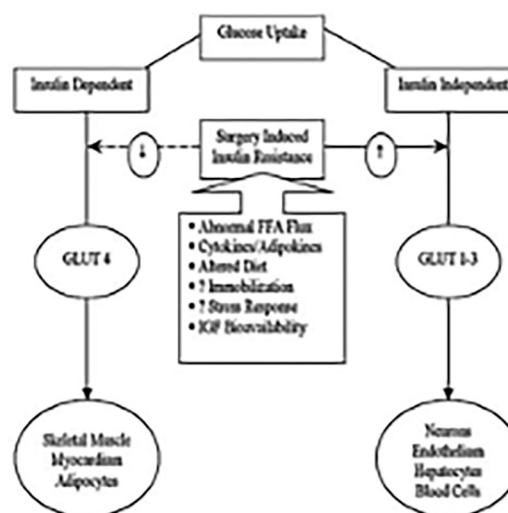 Glucose Uptake
Insulin Dependent
Insulin Independent
Surgery Induced
Insulin Resistance
↓
↑
• Abnormal FFA Flux
• Cytokines/Adipokines
• Altered Diet
• ? Immobilization
• ? Stress Response
• IGF Bioavailability
GLUT 4
GLUT 1-3
Skeletal Muscle
Myocardium
Adipocytes
Neurons
Endothelium
Hepatocytes
Blood Cells